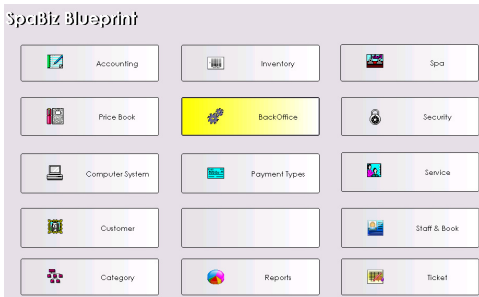 SpaBiz Blueprint
Accounting
Inventory
Spa
Price Book
BackOffice
Security
Computer System
Payment Types
Service
Customer
Staff & Book
Category
Reports
Ticket